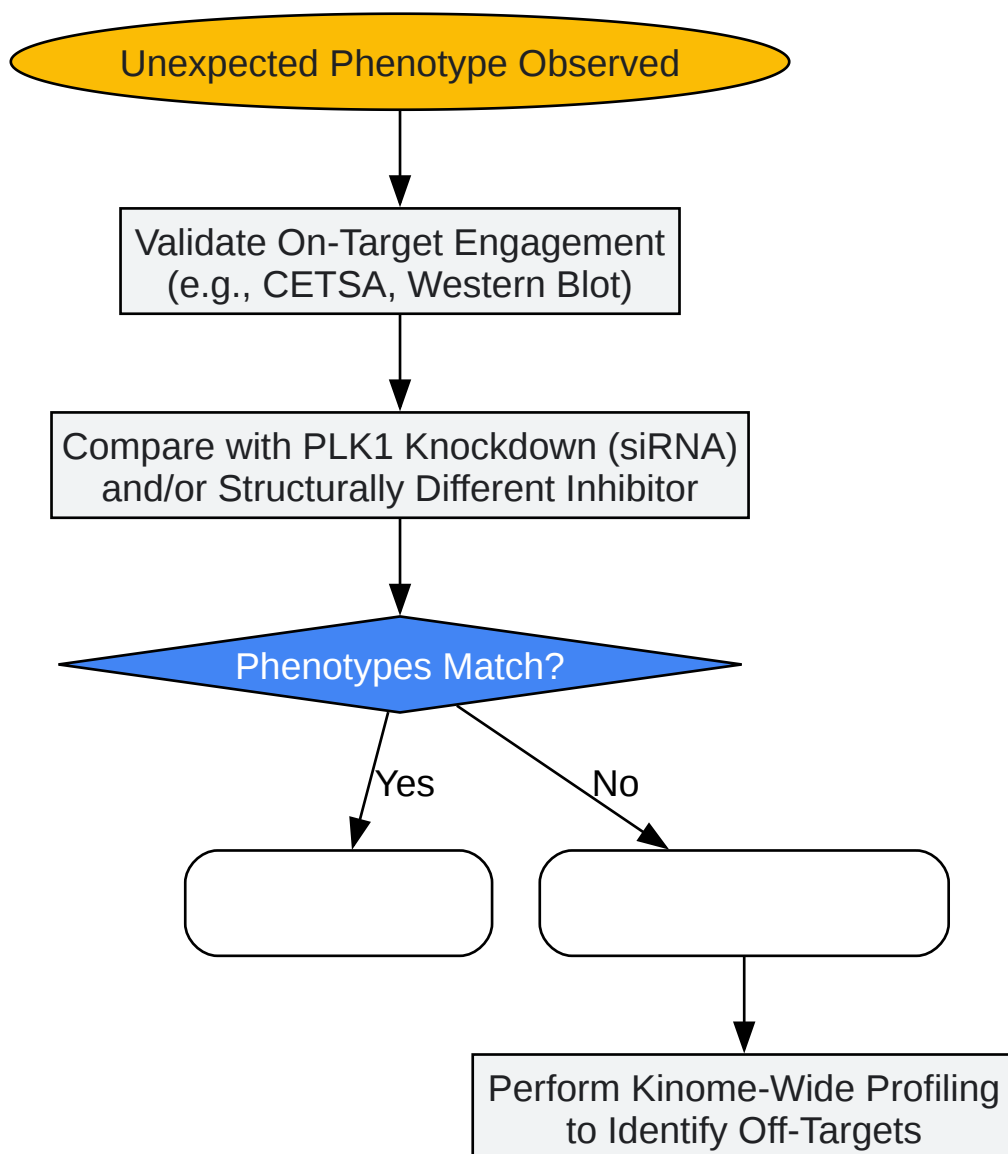 Unexpected Phenotype Observed
Validate On-Target Engagement
(e.g., CETSA, Western Blot)
Compare with PLK1 Knockdown (siRNA)
and/or Structurally Different Inhibitor
Phenotypes Match?
Yes
No
Perform Kinome-Wide Profiling
to Identify Off-Targets